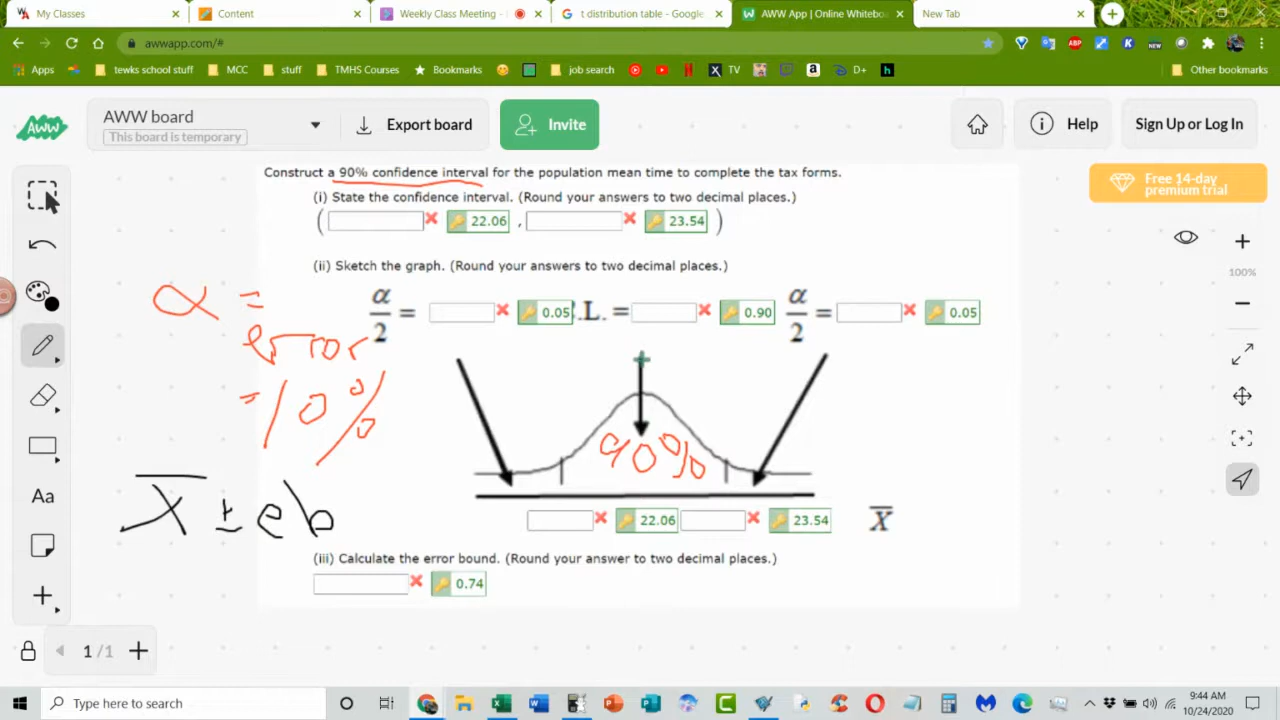 My Classes
Content
Weekly Class Meeting -
t distribution table - Google
AWW App | Online Whiteboa
New Tab
awwapp.com/#
ABP
NEW
Apps
tewks school stuff
MCC
stuff
TMHS Courses
Bookmarks
job search
TV
D+
Other bookmarks
AWW
AWW board
This board is temporary
Export board
Invite
Help
Sign Up or Log In
Free 14-day
premium trial
100%
Construct a 90% confidence interval for the population mean time to complete the tax forms.
(i) State the confidence interval. (Round your answers to two decimal places.)
( 22.06 , 23.54 )
(ii) Sketch the graph. (Round your answers to two decimal places.)
α/2 = 0.05 .L. = 0.90 α/2 = 0.05
α =
error
= 10%
90%
X̄ ± eb
22.06 23.54 X̄
(iii) Calculate the error bound. (Round your answer to two decimal places.)
0.74
Aa
1 / 1
Type here to search
9:44 AM
10/24/2020